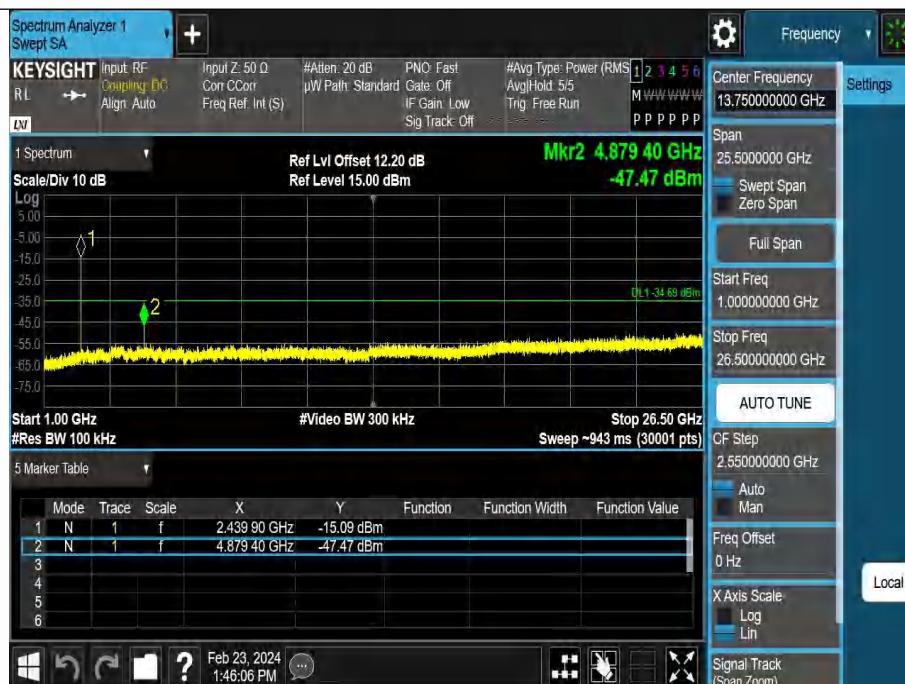 Spectrum Analyzer 1
Swept SA
Frequency
Settings
KEYSIGHT
RL
LXI
Input: RF
Coupling: DC
Align: Auto
Input Z: 50 Ω
Corr CCorr
Freq Ref: Int (S)
#Atten: 20 dB
µW Path: Standard
PNO: Fast
Gate: Off
IF Gain: Low
Sig Track: Off
#Avg Type: Power (RMS
Avg|Hold: 5/5
Trig: Free Run
1 2 3 4 5 6
M W W W W W
P P P P P P
1 Spectrum
Scale/Div 10 dB
Ref Lvl Offset 12.20 dB
Ref Level 15.00 dBm
Mkr2 4.879 40 GHz
-47.47 dBm
Log
5.00
-5.00
-15.0
-25.0
-35.0
-45.0
-55.0
-65.0
-75.0
1
2
DL1 -34.69 dBm
Start 1.00 GHz
#Video BW 300 kHz
Stop 26.50 GHz
#Res BW 100 kHz
Sweep ~943 ms (30001 pts)
5 Marker Table
Mode Trace Scale X Y Function Function Width Function Value
1 N 1 f 2.439 90 GHz -15.09 dBm
2 N 1 f 4.879 40 GHz -47.47 dBm
3
4
5
6
Feb 23, 2024
1:46:06 PM
Center Frequency
13.750000000 GHz
Span
25.5000000 GHz
Swept Span
Zero Span
Full Span
Start Freq
1.000000000 GHz
Stop Freq
26.500000000 GHz
AUTO TUNE
CF Step
2.550000000 GHz
Auto
Man
Freq Offset
0 Hz
X Axis Scale
Log
Lin
Signal Track
(Span Zoom)
Local